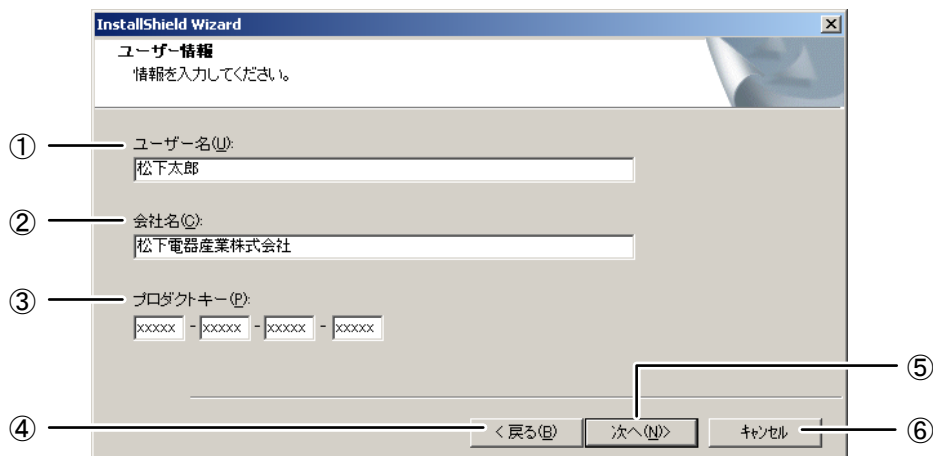 InstallShield Wizard
ユーザー情報
情報を入力してください。
① ユーザー名(U):
松下太郎
② 会社名(C):
松下電器産業株式会社
③ プロダクトキー(P):
xxxxx - xxxxx - xxxxx - xxxxx
⑤
④ < 戻る(B) 次へ(N)> キャンセル ⑥